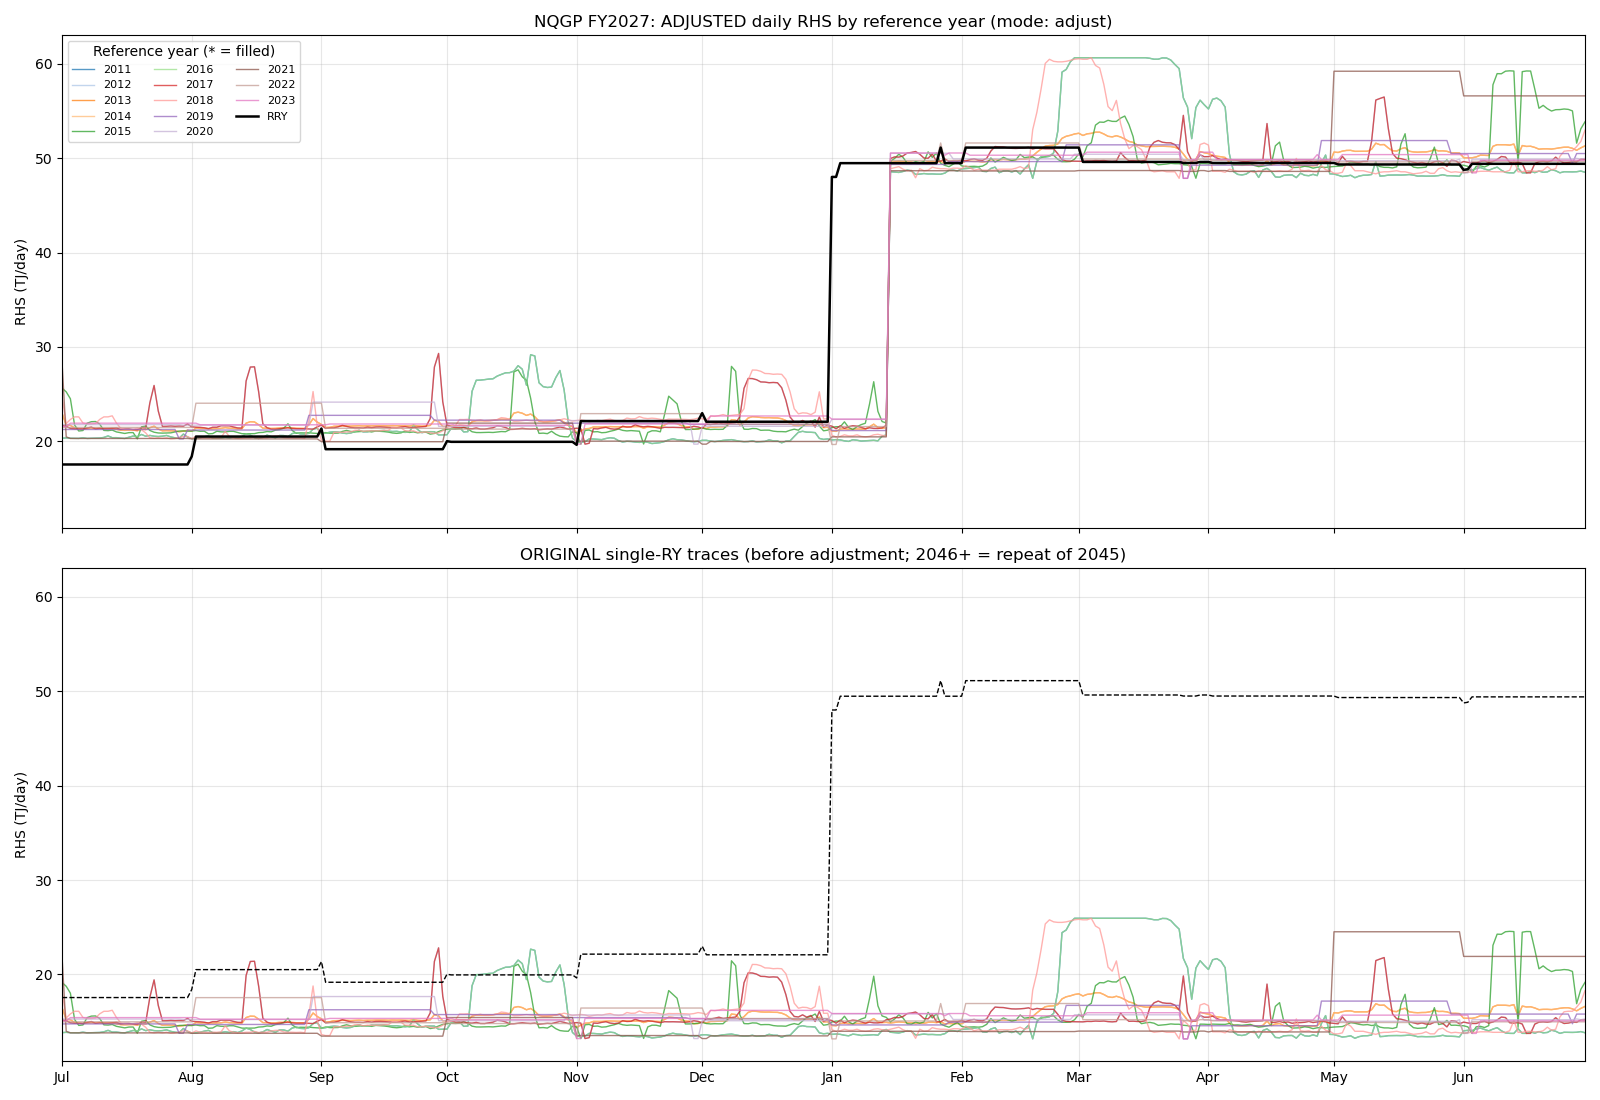 NQGP FY2027: ADJUSTED daily RHS by reference year (mode: adjust)
Reference year (* = filled)
2011 2016 2021
2012 2017 2022
2013 2018 2023
2014 2019 RRY
2015 2020
60
50
40
30
20
RHS (TJ/day)
ORIGINAL single-RY traces (before adjustment; 2046+ = repeat of 2045)
60
50
40
30
20
RHS (TJ/day)
Jul Aug Sep Oct Nov Dec Jan Feb Mar Apr May Jun